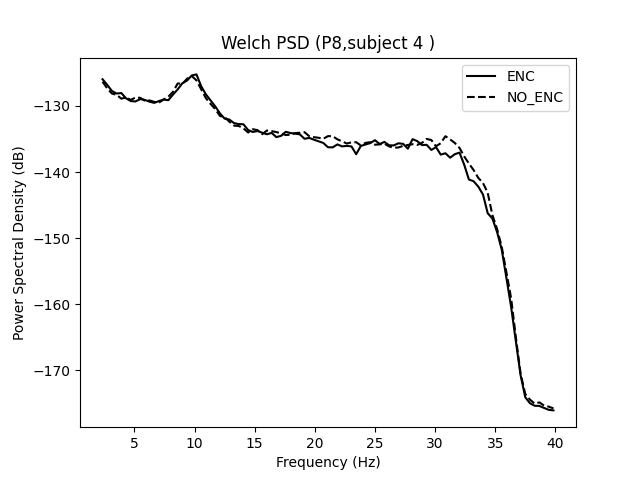 Welch PSD (P8,subject 4 )
ENC
NO_ENC
Power Spectral Density (dB)
−130
−140
−150
−160
−170
5 10 15 20 25 30 35 40
Frequency (Hz)